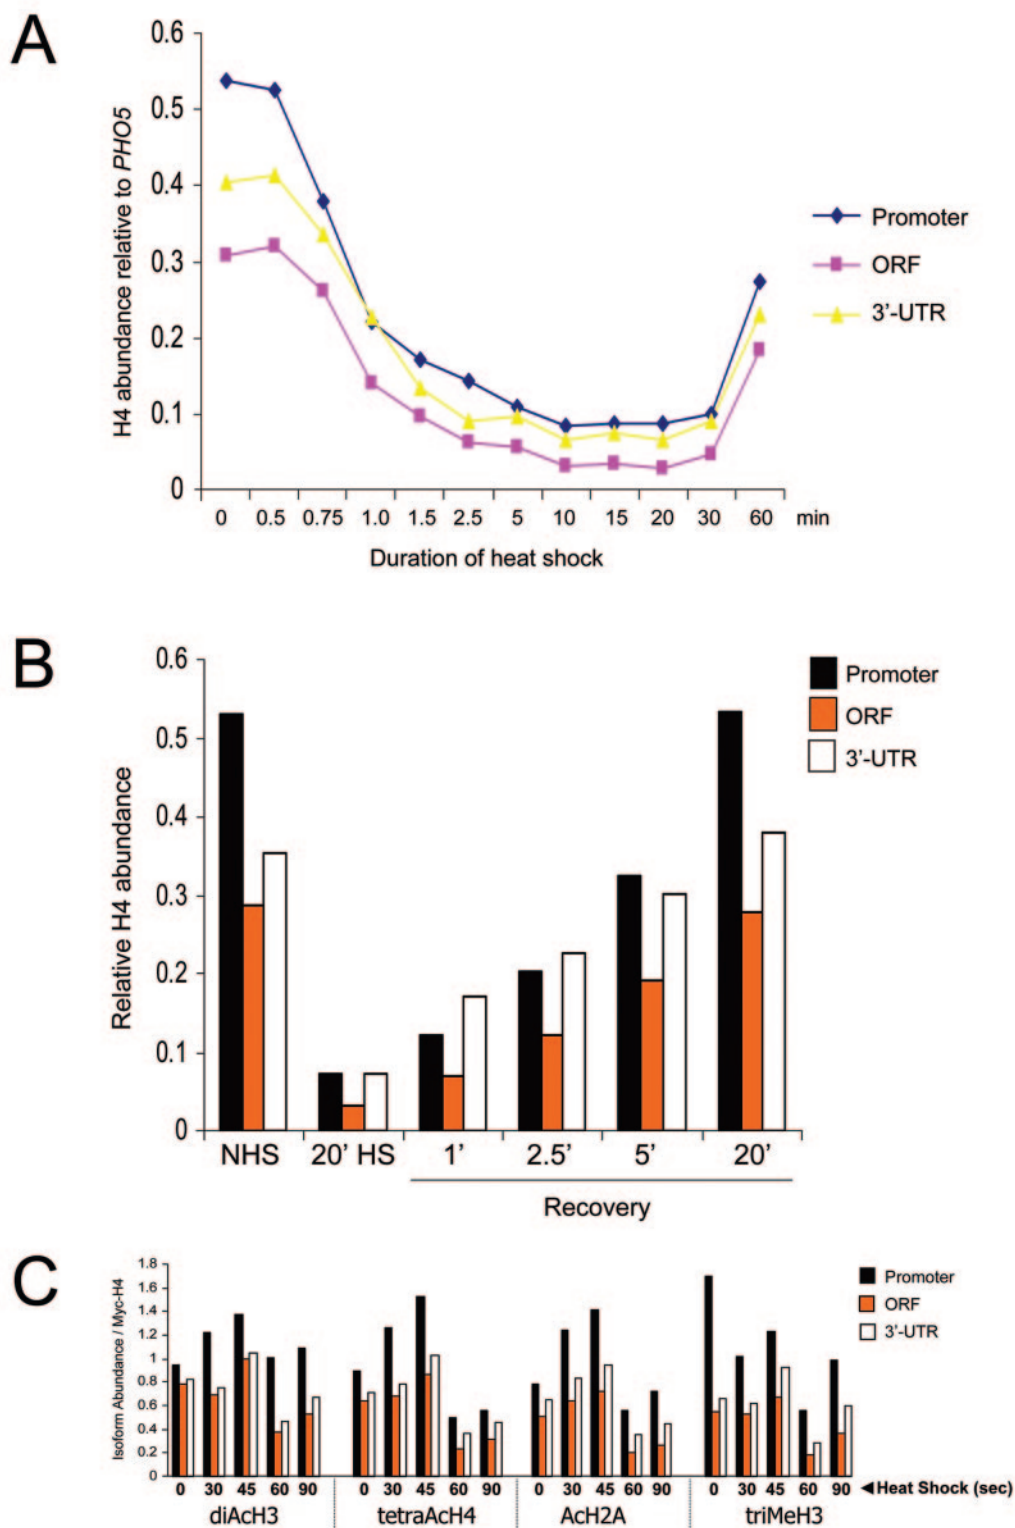 A
0.6
0.5
0.4
0.3
0.2
0.1
0
H4 abundance relative to PHO5
0 0.5 0.75 1.0 1.5 2.5 5 10 15 20 30 60 min
Duration of heat shock
Promoter
ORF
3'-UTR
B
0.6
0.5
0.4
0.3
0.2
0.1
0
Relative H4 abundance
NHS 20' HS 1' 2.5' 5' 20'
Recovery
Promoter
ORF
3'-UTR
C
1.8
1.6
1.4
1.2
1
0.8
0.6
0.4
0.2
0
Isoform Abundance / Myc-H4
0 30 45 60 90 0 30 45 60 90 0 30 45 60 90 0 30 45 60 90 ◄Heat Shock (sec)
diAcH3 tetraAcH4 AcH2A triMeH3
Promoter
ORF
3'-UTR